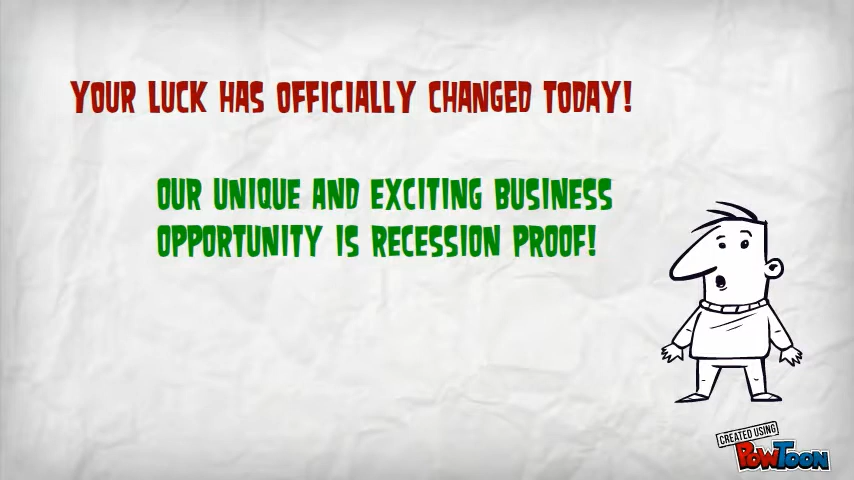 YOUR LUCK HAS OFFICIALLY CHANGED TODAY!
OUR UNIQUE AND EXCITING BUSINESS
OPPORTUNITY IS RECESSION PROOF!
CREATED USING
POWTOON